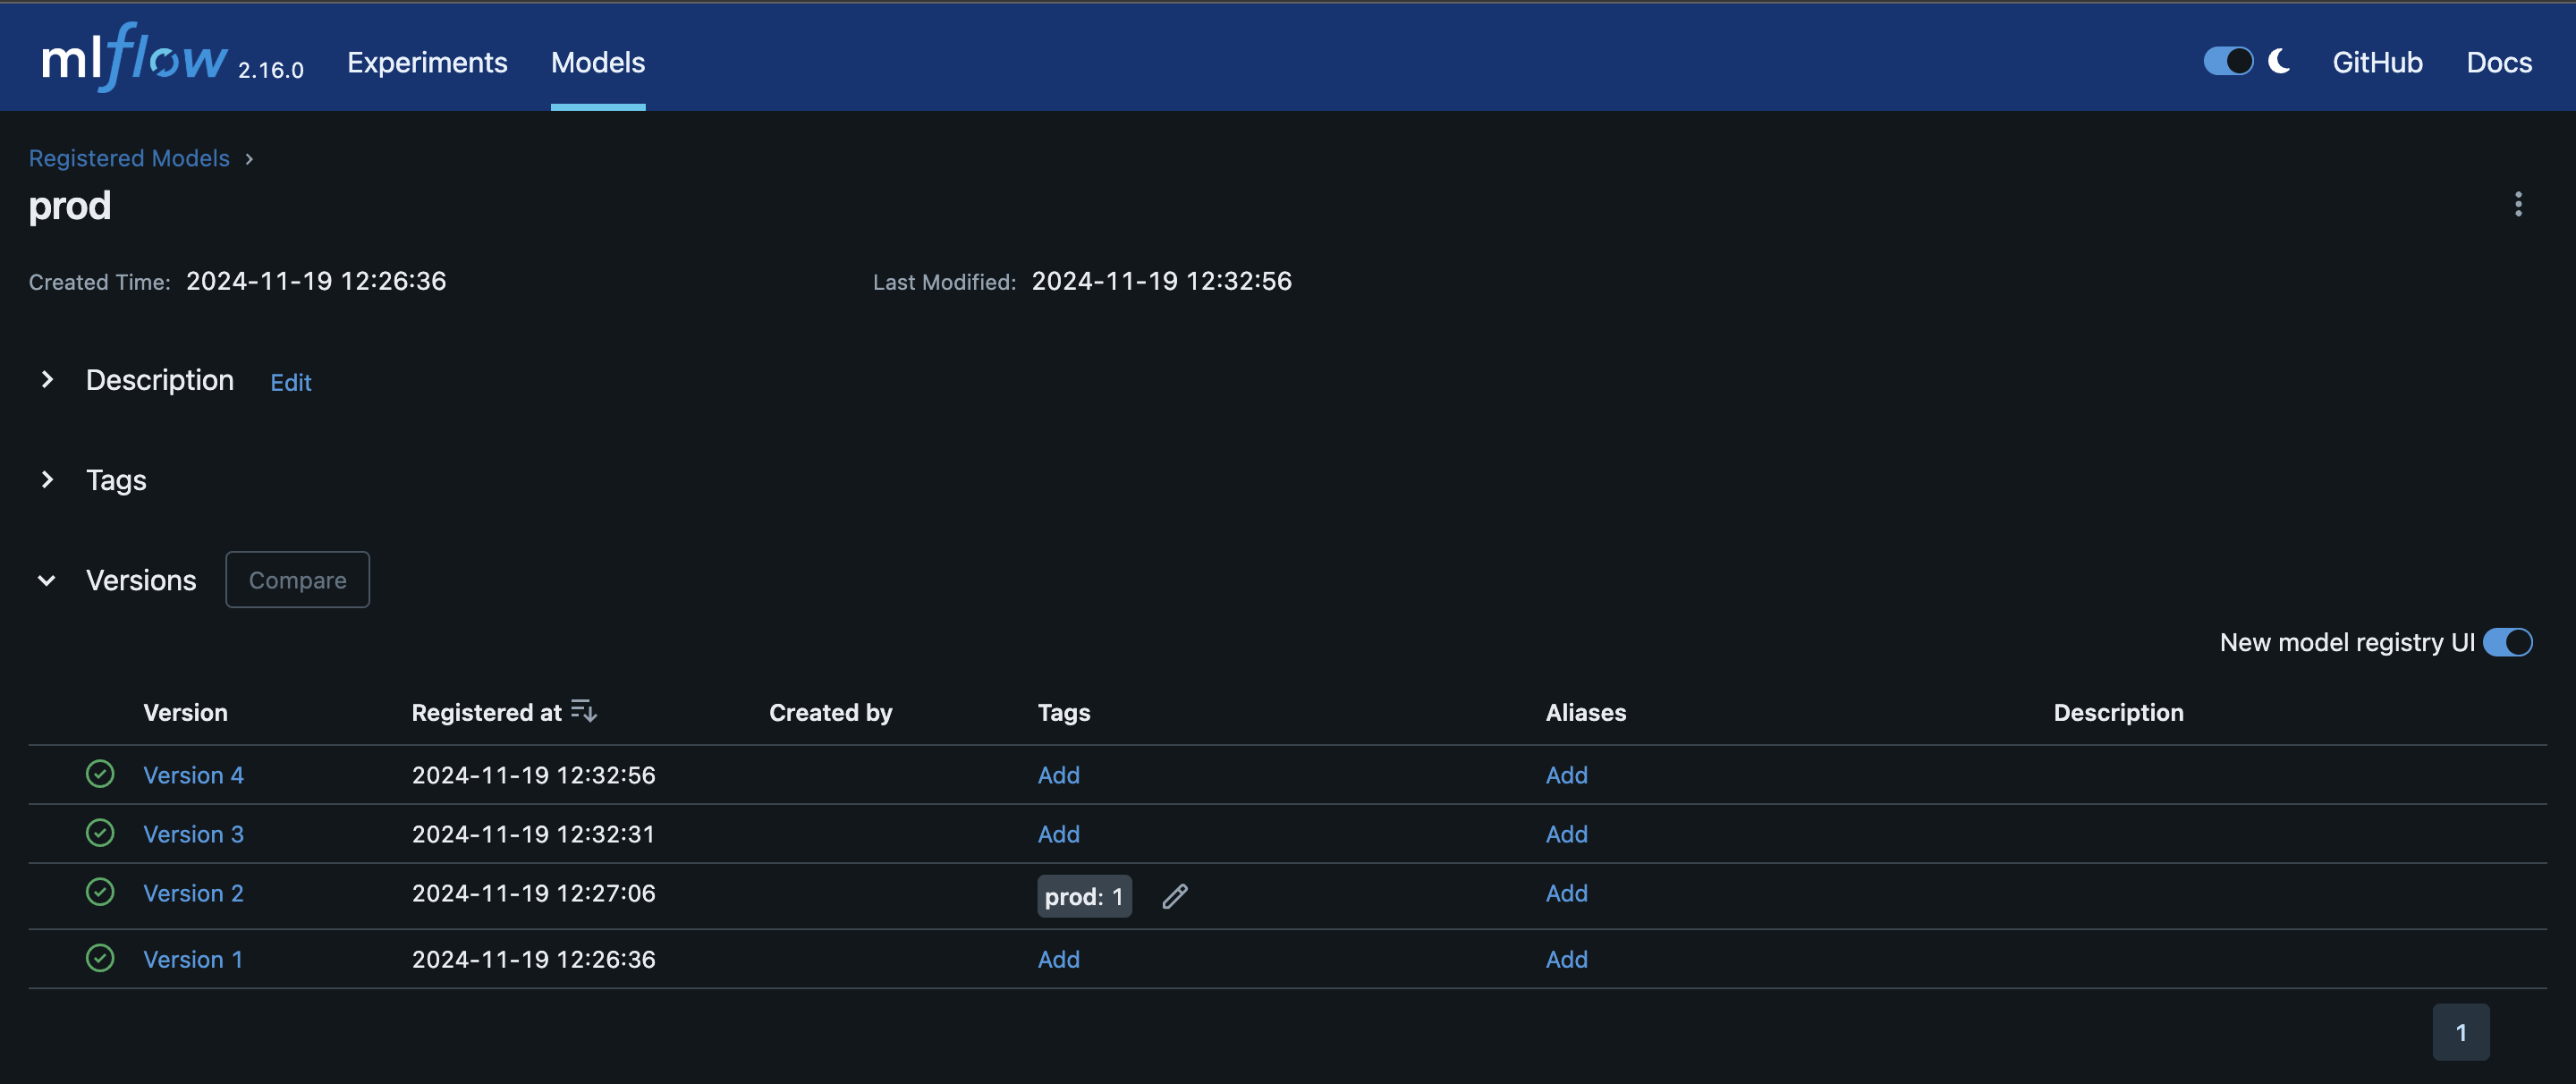 mlflow 2.16.0 Experiments Models GitHub Docs
Registered Models
prod
Created Time: 2024-11-19 12:26:36 Last Modified: 2024-11-19 12:32:56
Description Edit
Tags
Versions Compare
New model registry UI
Version Registered at Created by Tags Aliases Description
Version 4 2024-11-19 12:32:56 Add Add
Version 3 2024-11-19 12:32:31 Add Add
Version 2 2024-11-19 12:27:06 prod: 1 Add
Version 1 2024-11-19 12:26:36 Add Add
1